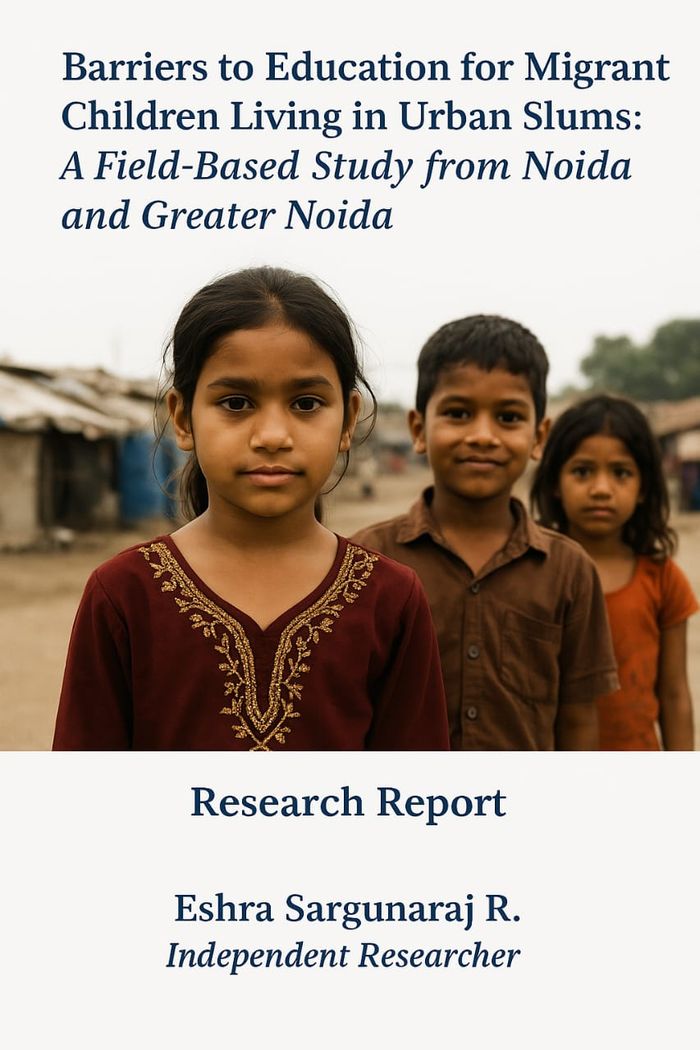 Barriers to Education for Migrant
Children Living in Urban Slums:
A Field-Based Study from Noida
and Greater Noida
Research Report
Eshra Sargunaraj R.
Independent Researcher